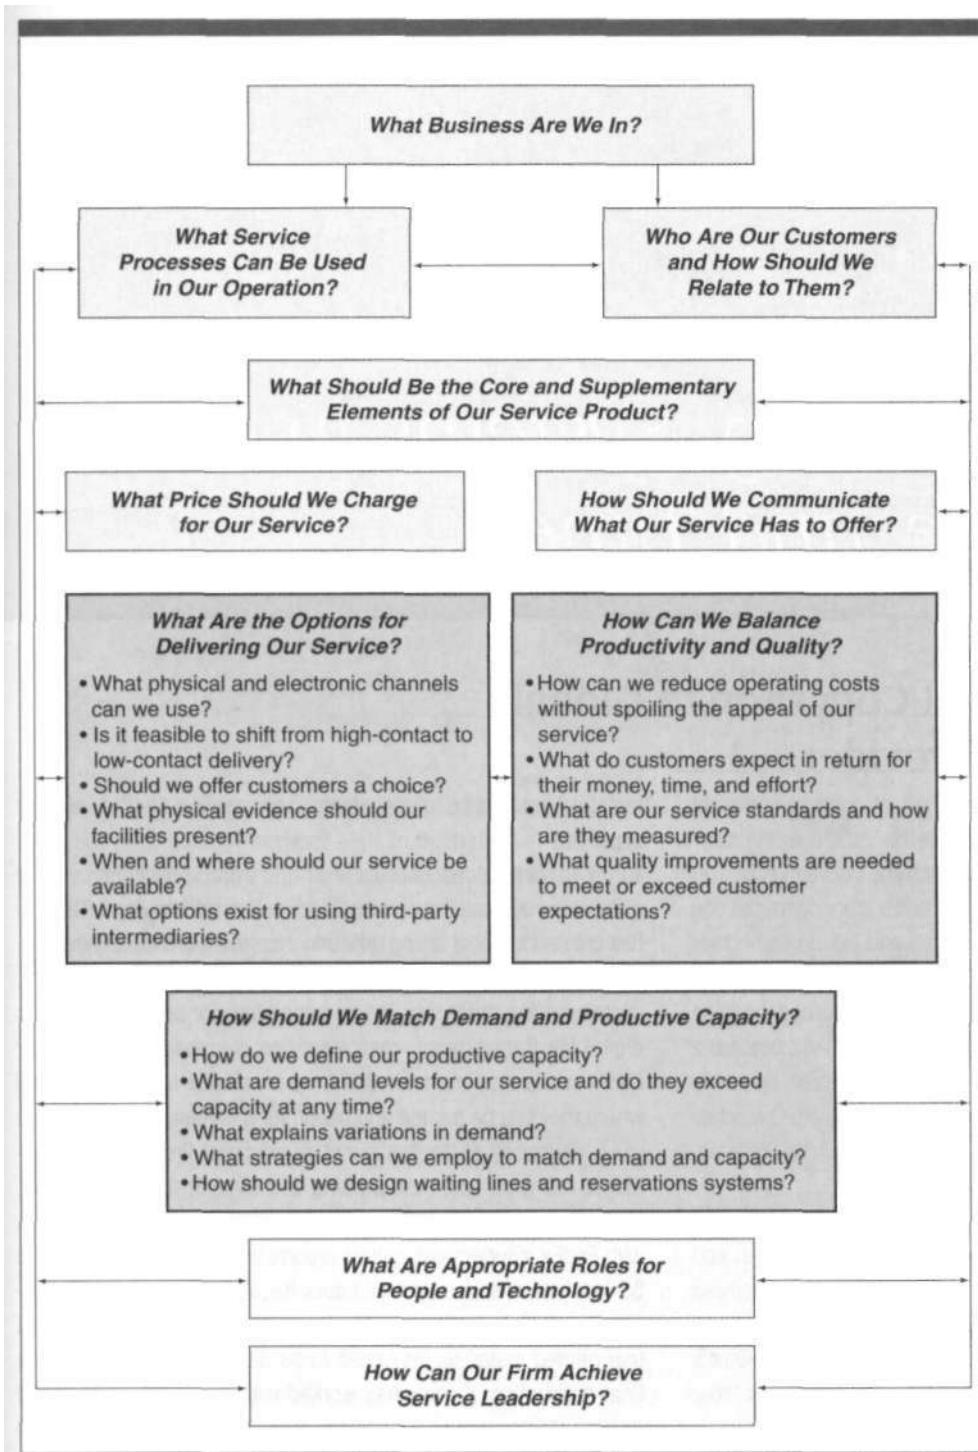 What Business Are We In?
What Service
Processes Can Be Used
in Our Operation?
Who Are Our Customers
and How Should We
Relate to Them?
What Should Be the Core and Supplementary
Elements of Our Service Product?
What Price Should We Charge
for Our Service?
How Should We Communicate
What Our Service Has to Offer?
What Are the Options for
Delivering Our Service?
• What physical and electronic channels
can we use?
• Is it feasible to shift from high-contact to
low-contact delivery?
• Should we offer customers a choice?
• What physical evidence should our
facilities present?
• When and where should our service be
available?
• What options exist for using third-party
intermediaries?
How Can We Balance
Productivity and Quality?
• How can we reduce operating costs
without spoiling the appeal of our
service?
• What do customers expect in return for
their money, time, and effort?
• What are our service standards and how
are they measured?
• What quality improvements are needed
to meet or exceed customer
expectations?
How Should We Match Demand and Productive Capacity?
• How do we define our productive capacity?
• What are demand levels for our service and do they exceed
capacity at any time?
• What explains variations in demand?
• What strategies can we employ to match demand and capacity?
• How should we design waiting lines and reservations systems?
What Are Appropriate Roles for
People and Technology?
How Can Our Firm Achieve
Service Leadership?